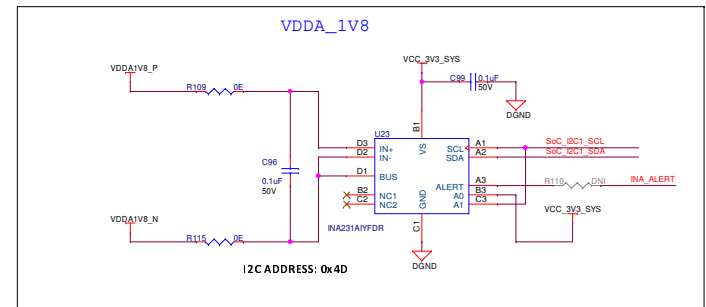 VDDA_1V8
VCC_3V3_SYS
VDDA1V8_P
C99 0.1uF
50V
R109 0E
DGND
B1
U23
D3 IN+ VS SCL A1 SoC_I2C1_SCL
D2 IN- SDA A2 SoC_I2C1_SDA
C96
D1 BUS
0.1uF
ALERT A3 R110 DNI INA_ALERT
50V
B2 NC1 A0 B3
C2 NC2 GND A1 C3
VCC_3V3_SYS
VDDA1V8_N
C1
INA231AIYFDR
R115 0E
DGND
I2C ADDRESS: 0x4D